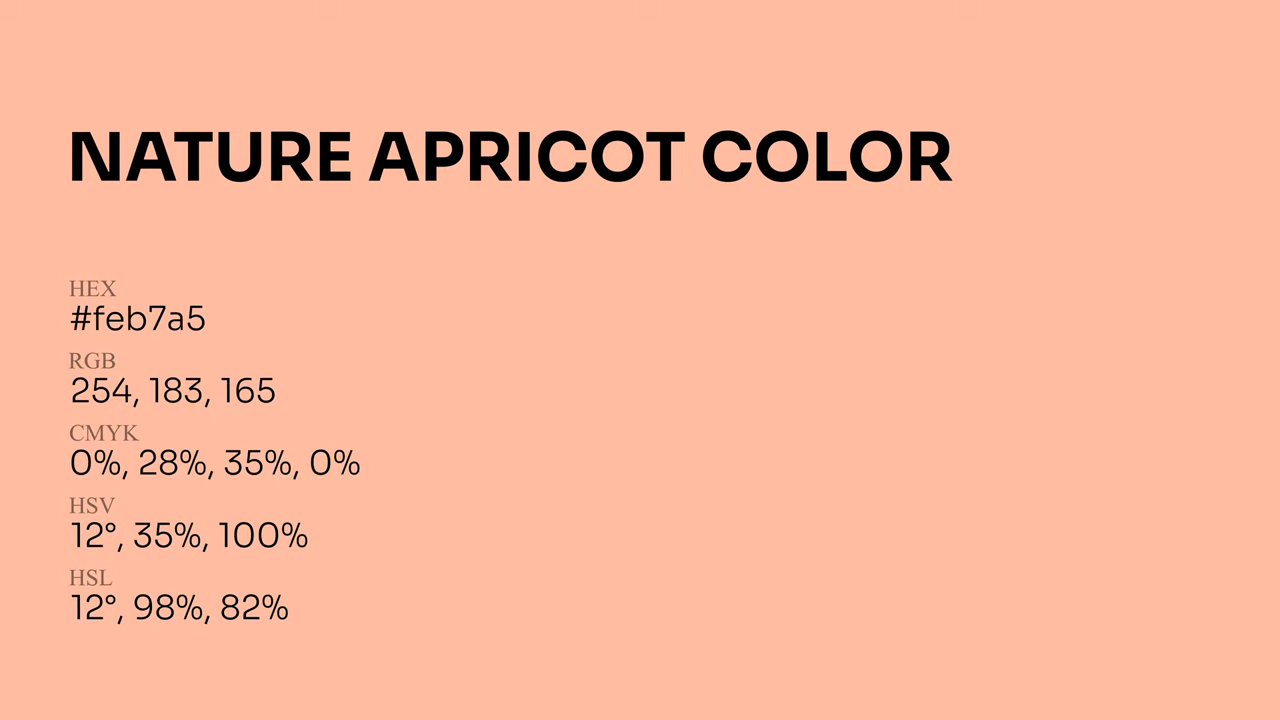 NATURE APRICOT COLOR
HEX
#feb7a5
RGB
254, 183, 165
CMYK
0%, 28%, 35%, 0%
HSV
12°, 35%, 100%
HSL
12°, 98%, 82%